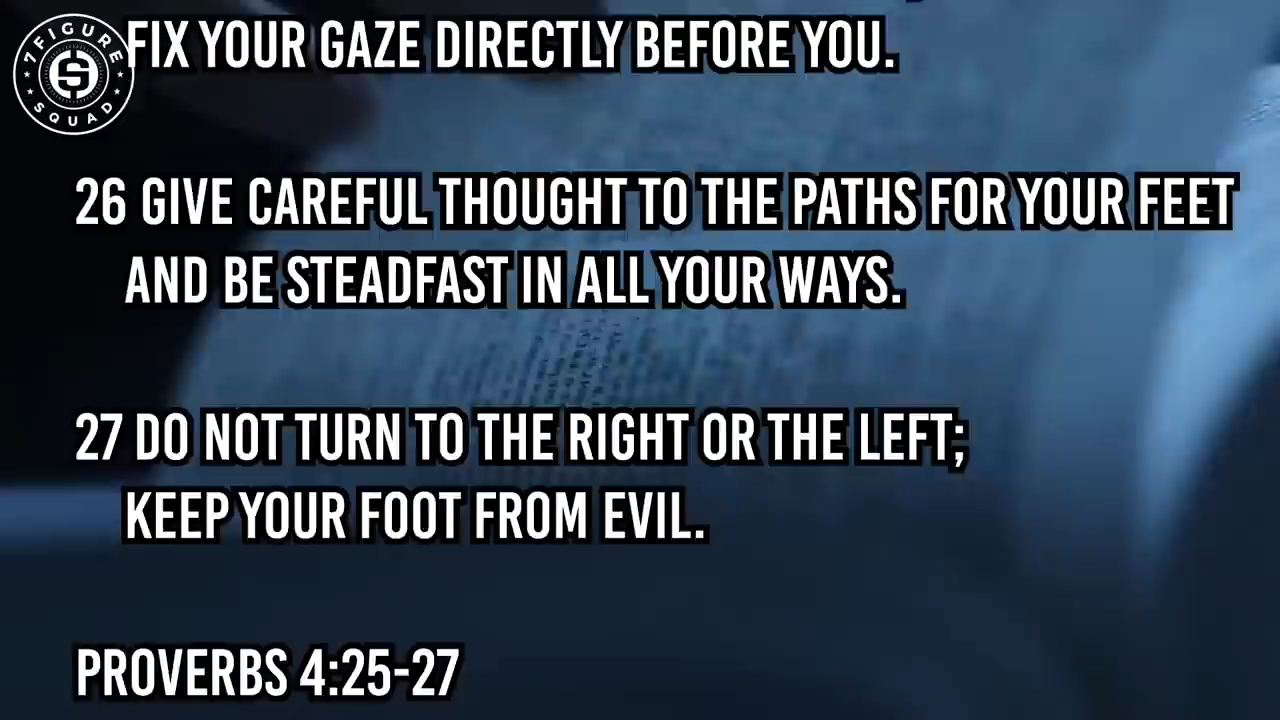 7FIGURE
SQUAD
FIX YOUR GAZE DIRECTLY BEFORE YOU.
26 GIVE CAREFUL THOUGHT TO THE PATHS FOR YOUR FEET
AND BE STEADFAST IN ALL YOUR WAYS.
27 DO NOT TURN TO THE RIGHT OR THE LEFT;
KEEP YOUR FOOT FROM EVIL.
PROVERBS 4:25-27